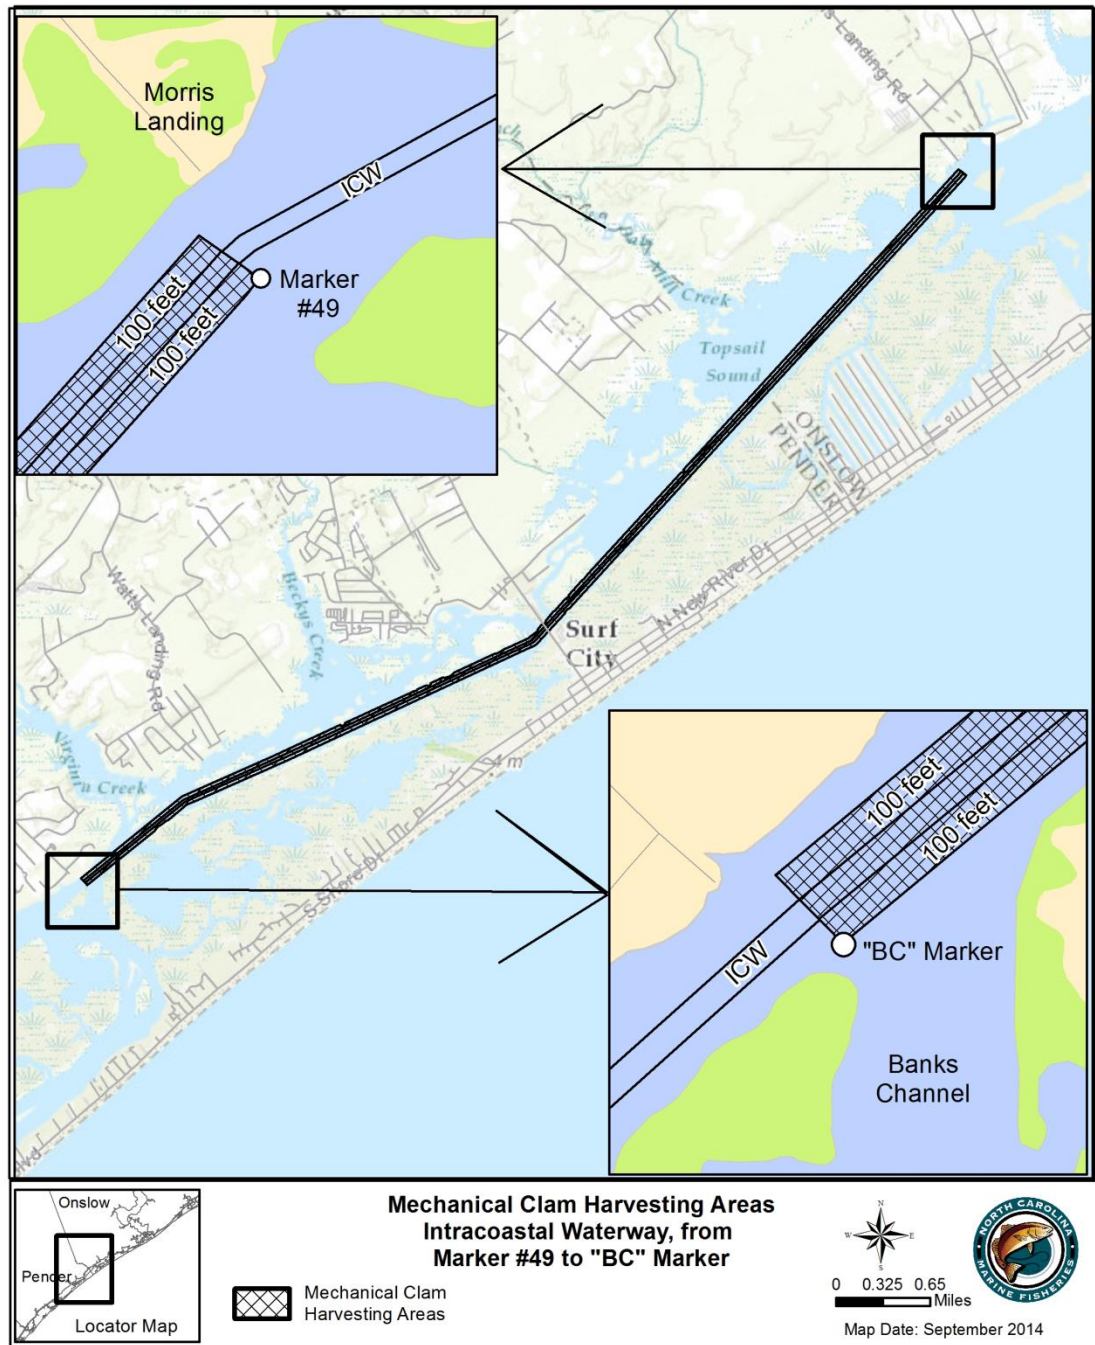 Morris
Landing
ICW
100 feet
100 feet
Marker
#49
Landing Rd
Mill Creek
Topsail
Sound
ONSLOW
PENDER
N New River Dr
Surf
City
Beckys Creek
Watts Landing Rd
Virginia Creek
4 m
S Shore Dr
100 feet
100 feet
ICW
"BC" Marker
Banks
Channel
Onslow
Pender
Locator Map
Mechanical Clam Harvesting Areas
Intracoastal Waterway, from
Marker #49 to "BC" Marker
Mechanical Clam
Harvesting Areas
N
W
E
S
0 0.325 0.65
Miles
Map Date: September 2014
NORTH CAROLINA
MARINE FISHERIES